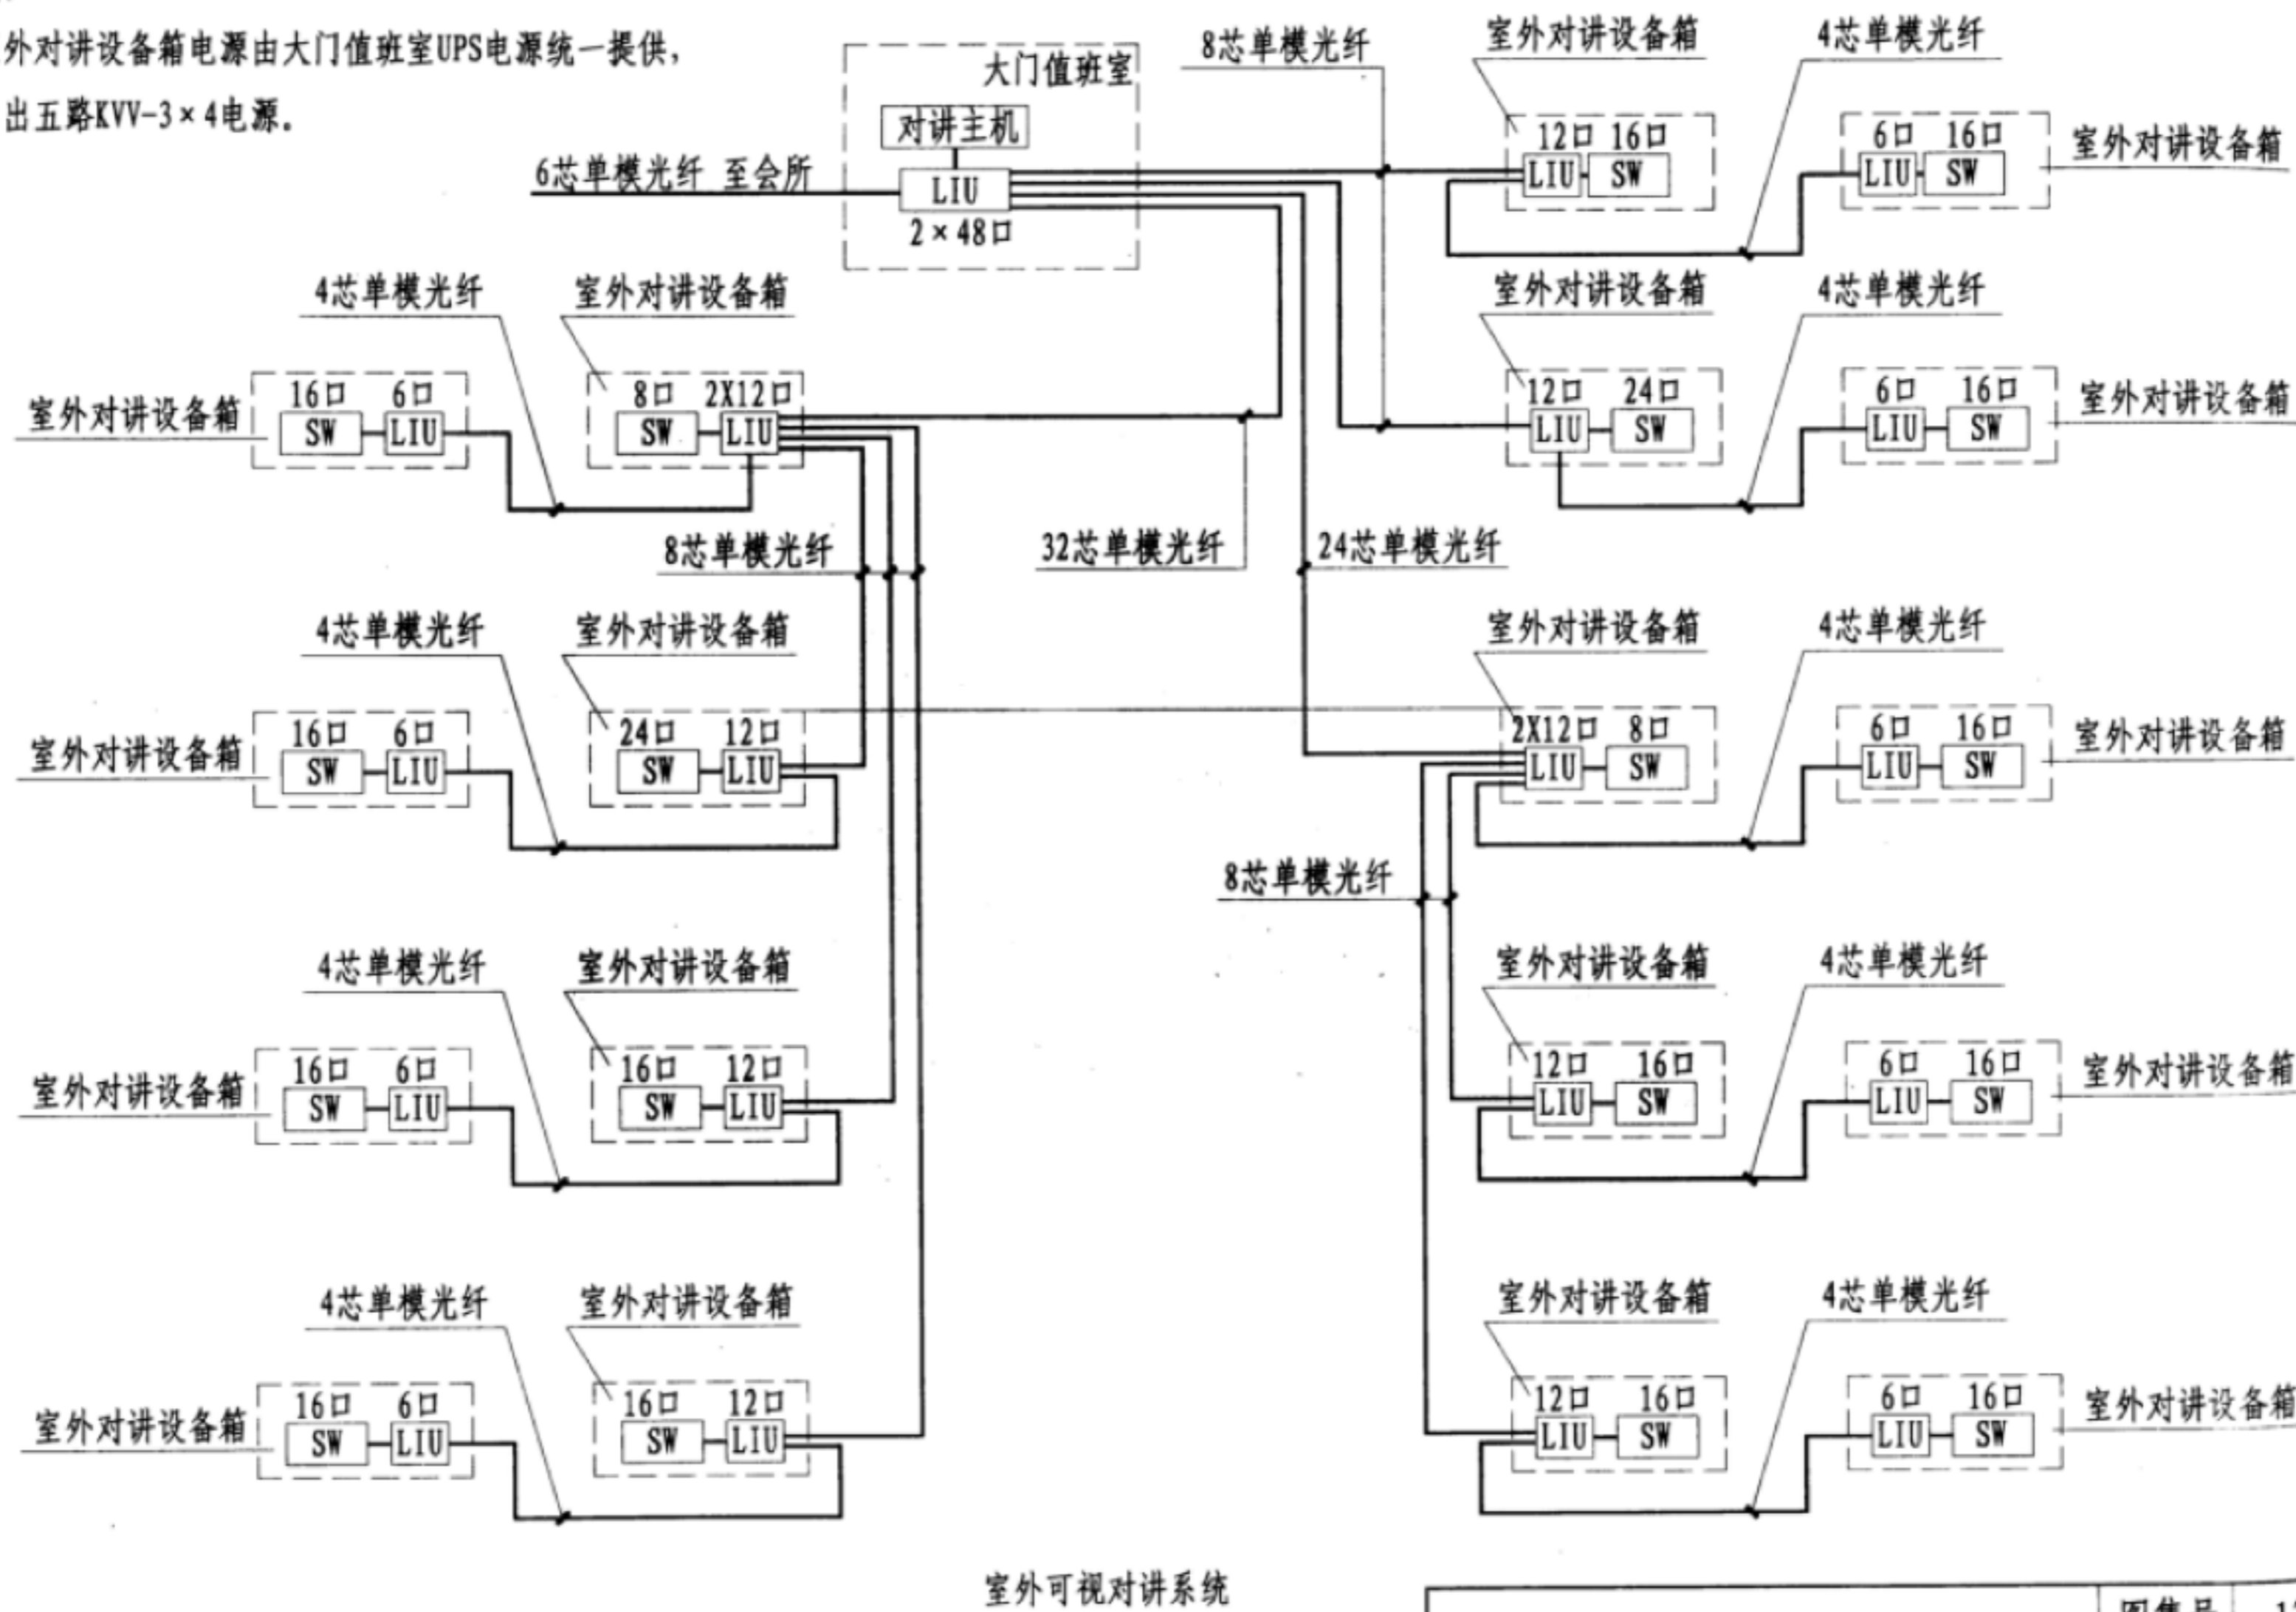 外对讲设备箱电源由大门值班室UPS电源统一提供，
出五路KVV-3×4电源。
大门值班室
对讲主机
LIU
2×48口
6芯单模光纤 至会所
8芯单模光纤
室外对讲设备箱
4芯单模光纤
12口 16口
LIU SW
6口 16口
LIU SW
室外对讲设备箱
4芯单模光纤
室外对讲设备箱
室外对讲设备箱
4芯单模光纤
室外对讲设备箱
16口 6口
SW LIU
8口 2X12口
SW LIU
12口 24口
LIU SW
6口 16口
LIU SW
室外对讲设备箱
8芯单模光纤
32芯单模光纤
24芯单模光纤
4芯单模光纤
室外对讲设备箱
室外对讲设备箱
4芯单模光纤
室外对讲设备箱
16口 6口
SW LIU
24口 12口
SW LIU
2X12口 8口
LIU SW
6口 16口
LIU SW
室外对讲设备箱
8芯单模光纤
4芯单模光纤
室外对讲设备箱
室外对讲设备箱
4芯单模光纤
室外对讲设备箱
16口 6口
SW LIU
16口 12口
SW LIU
12口 16口
LIU SW
6口 16口
LIU SW
室外对讲设备箱
4芯单模光纤
室外对讲设备箱
室外对讲设备箱
4芯单模光纤
室外对讲设备箱
16口 6口
SW LIU
16口 12口
SW LIU
12口 16口
LIU SW
6口 16口
LIU SW
室外对讲设备箱
室外可视对讲系统
图集号